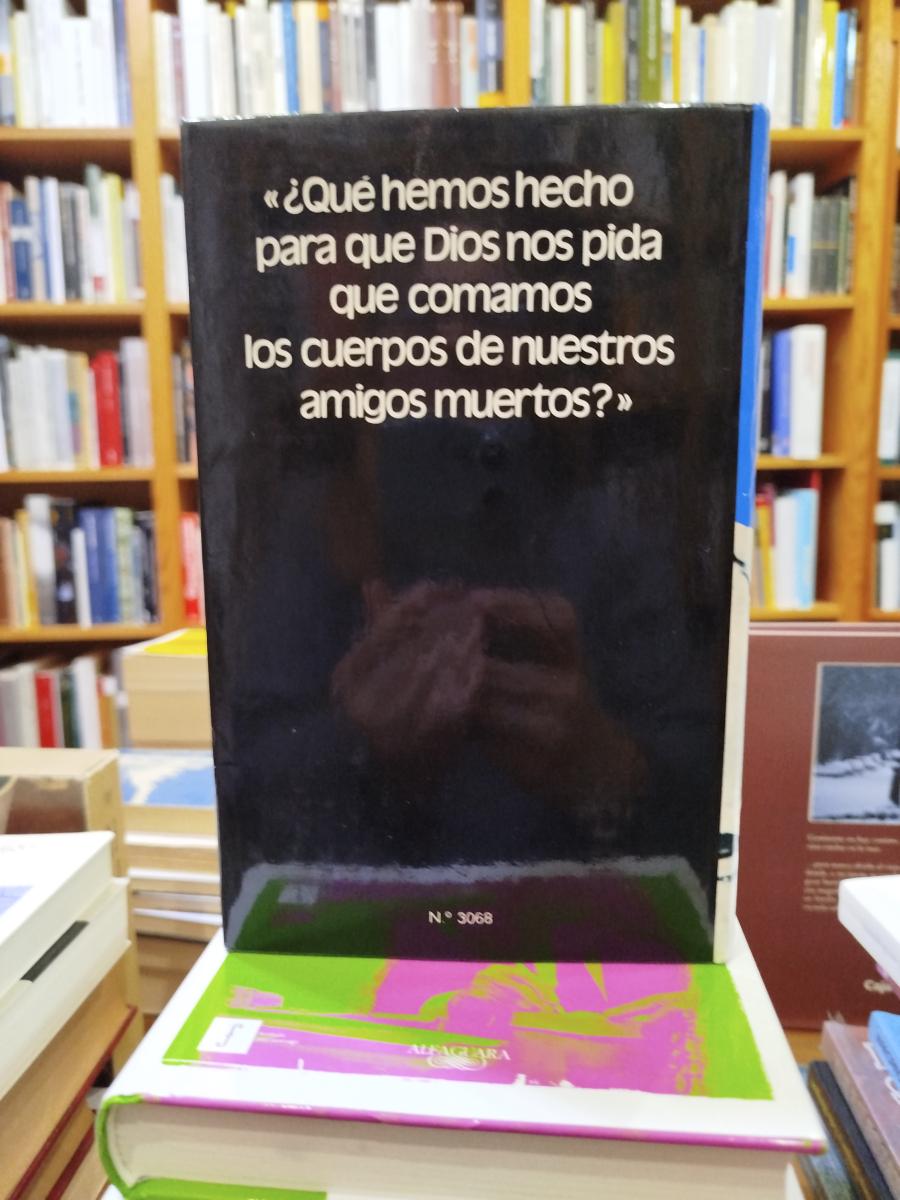 «¿Qué hemos hecho
para que Dios nos pida
que comamos
los cuerpos de nuestros
amigos muertos?»
N.º 3068
ALFAGUARA